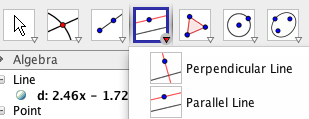 Algebra
Perpendicular Line
Line
d: 2.46x - 1.72
Parallel Line
Point